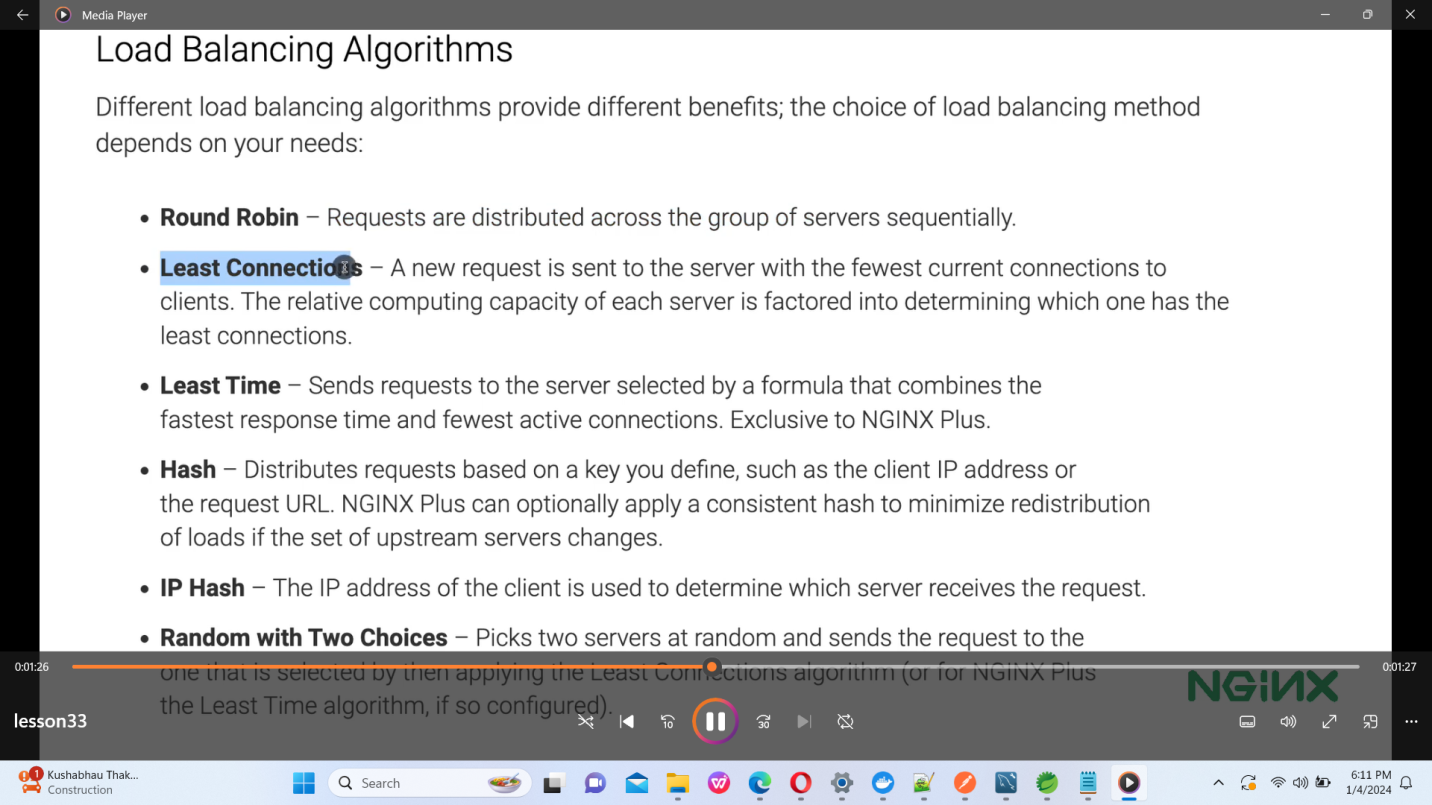 Media Player
Load Balancing Algorithms
Different load balancing algorithms provide different benefits; the choice of load balancing method
depends on your needs:
• Round Robin – Requests are distributed across the group of servers sequentially.
• Least Connections – A new request is sent to the server with the fewest current connections to
clients. The relative computing capacity of each server is factored into determining which one has the
least connections.
• Least Time – Sends requests to the server selected by a formula that combines the
fastest response time and fewest active connections. Exclusive to NGINX Plus.
• Hash – Distributes requests based on a key you define, such as the client IP address or
the request URL. NGINX Plus can optionally apply a consistent hash to minimize redistribution
of loads if the set of upstream servers changes.
• IP Hash – The IP address of the client is used to determine which server receives the request.
• Random with Two Choices – Picks two servers at random and sends the request to the
one that is selected by then applying the Least Connections algorithm (or for NGINX Plus
the Least Time algorithm, if so configured).
0:01:26
0:01:27
NGINX
lesson33
10
30
1
Kushabhau Thak...
Construction
Search
6:11 PM
1/4/2024